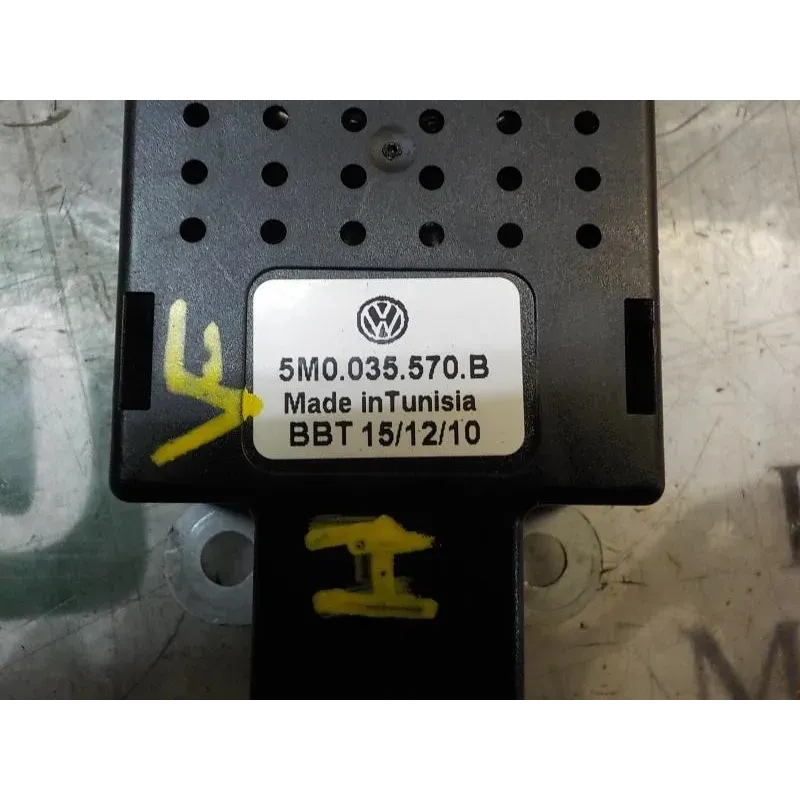 5M0.035.570.B
Made inTunisia
BBT 15/12/10